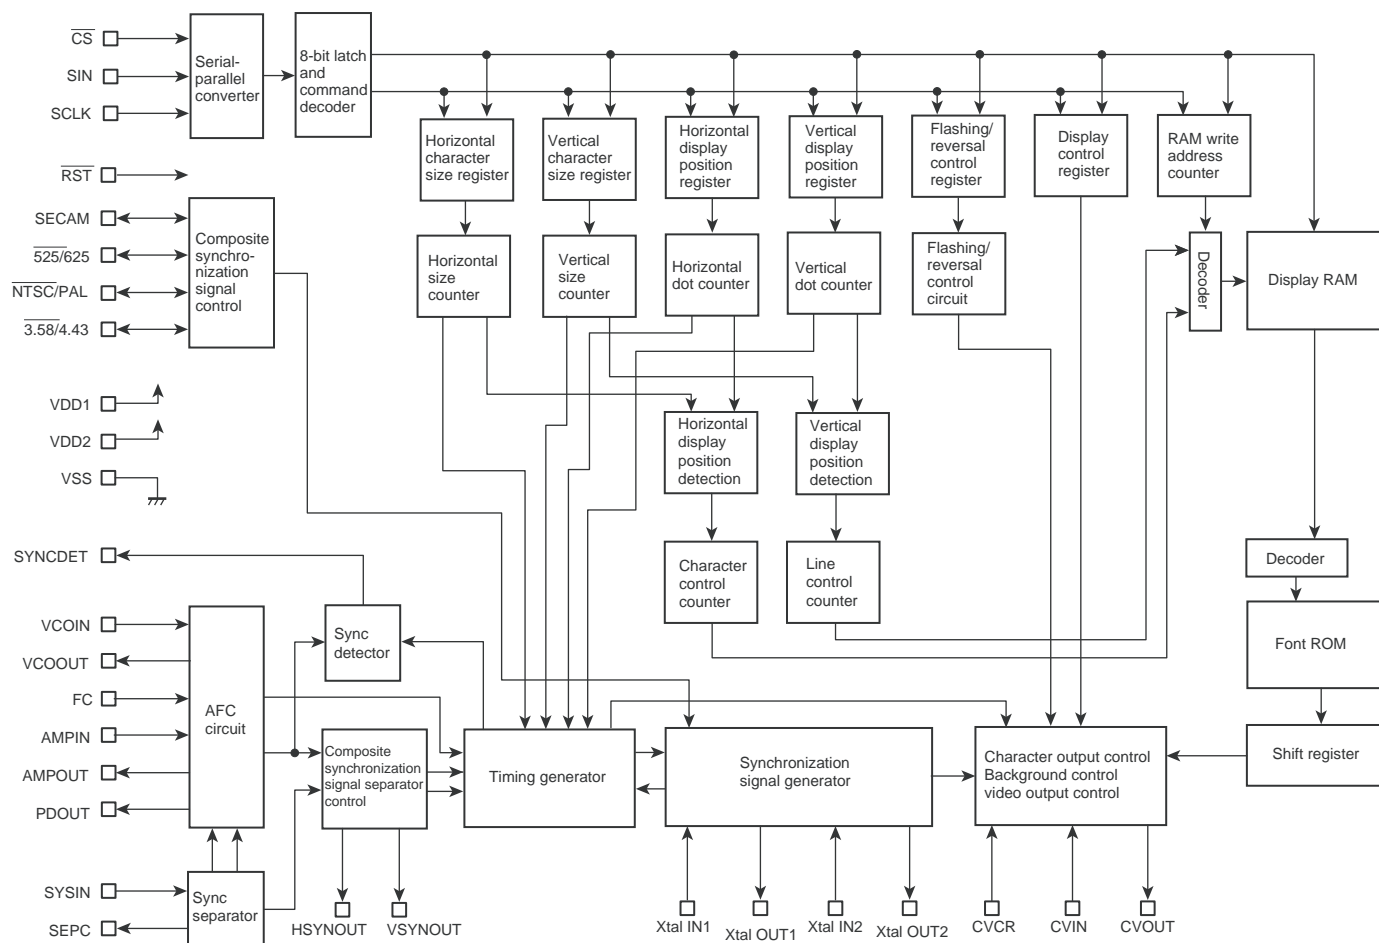 CS
SIN
SCLK
Serial-
parallel
converter
8-bit latch
and
command
decoder
Horizontal
character
size register
Vertical
character
size register
Horizontal
display
position
register
Vertical
display
position
register
Flashing/
reversal
control
register
Display
control
register
RAM write
address
counter
RST
SECAM
525/625
NTSC/PAL
3.58/4.43
Composite
synchro-
nization
signal
control
Horizontal
size
counter
Vertical
size
counter
Horizontal
dot counter
Vertical
dot counter
Flashing/
reversal
control
circuit
Decoder
Display RAM
VDD1
VDD2
VSS
Horizontal
display
position
detection
Vertical
display
position
detection
SYNCDET
Character
control
counter
Line
control
counter
Decoder
VCOIN
VCOOUT
FC
AMPIN
AMPOUT
PDOUT
AFC
circuit
Sync
detector
Font ROM
Composite
synchronization
signal separator
control
Timing generator
Synchronization
signal generator
Character output control
Background control
video output control
Shift register
SYSIN
SEPC
Sync
separator
HSYNOUT
VSYNOUT
Xtal IN1
Xtal OUT1
Xtal IN2
Xtal OUT2
CVCR
CVIN
CVOUT